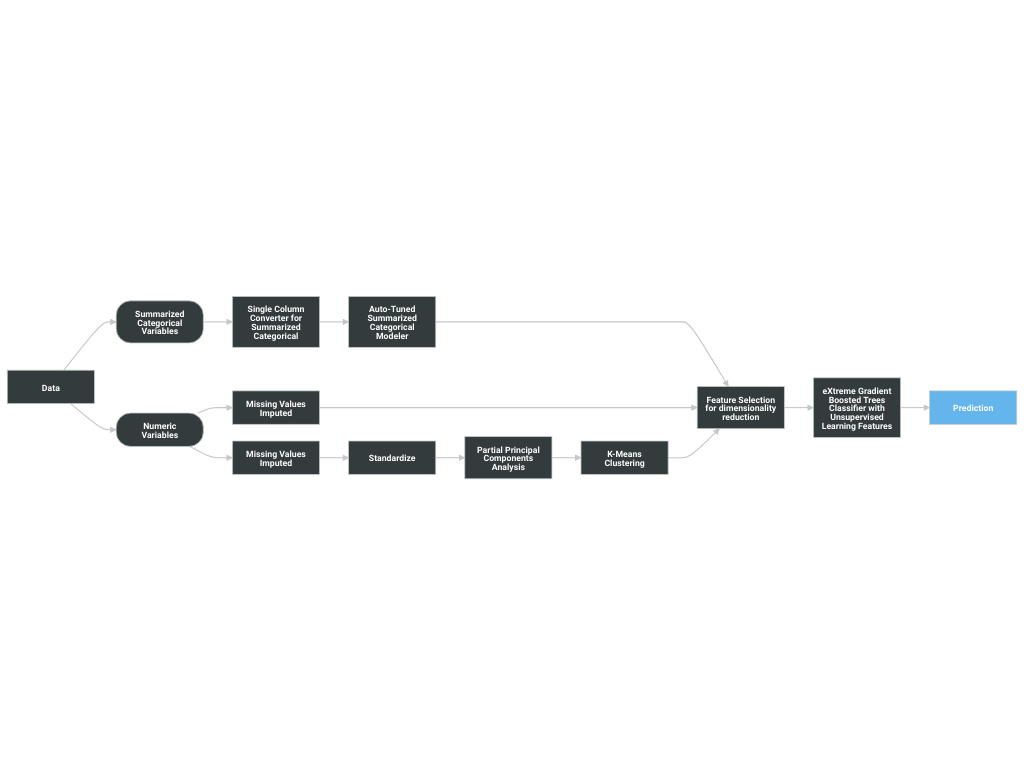 Data
Summarized
Categorical
Variables
Single Column
Converter for
Summarized
Categorical
Auto-Tuned
Summarized
Categorical
Modeler
Numeric
Variables
Missing Values
Imputed
Missing Values
Imputed
Standardize
Partial Principal
Components
Analysis
K-Means
Clustering
Feature Selection
for dimensionality
reduction
eXtreme Gradient
Boosted Trees
Classifier with
Unsupervised
Learning Features
Prediction